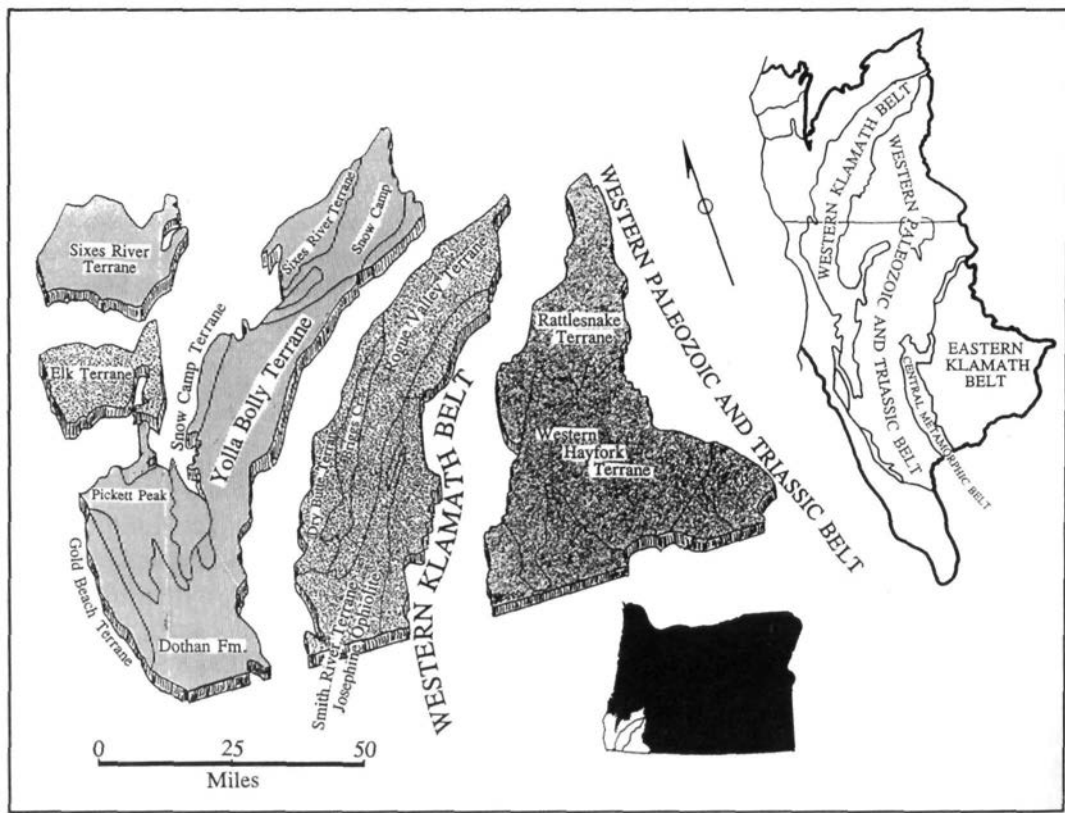 Sixes River
Terrane
Elk Terrane
Snow Camp Terrane
Sixes River Terrane
Snow Camp
Yolla Bolly Terrane
Pickett Peak
Gold Beach Terrane
Dothan Fm.
Dry Butte Terrane
Briggs Cr.
Rogue Valley Terrane
Smith River Terrane
Josephine Ophiolite
WESTERN KLAMATH BELT
Rattlesnake
Terrane
Western
Hayfork
Terrane
WESTERN PALEOZOIC AND TRIASSIC BELT
WESTERN KLAMATH BELT
WESTERN PALEOZOIC AND TRIASSIC BELT
CENTRAL METAMORPHIC BELT
EASTERN
KLAMATH
BELT
0 25 50
Miles